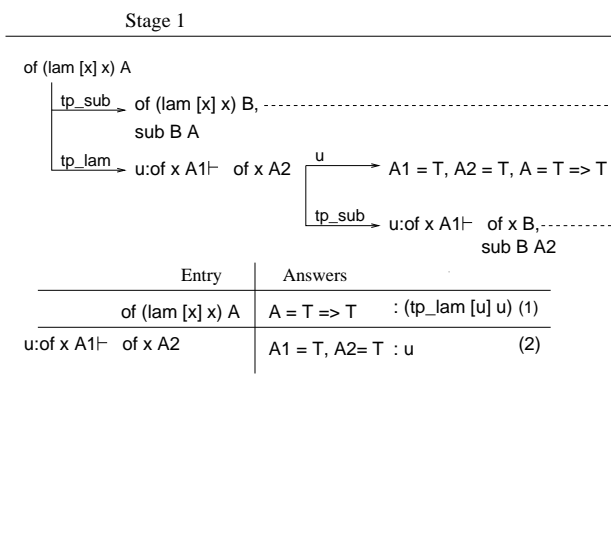 Stage 1
of (lam [x] x) A
tp_sub of (lam [x] x) B,
sub B A
tp_lam u:of x A1⊢ of x A2 u A1 = T, A2 = T, A = T => T
tp_sub u:of x A1⊢ of x B,
sub B A2
Entry Answers
of (lam [x] x) A A = T => T : (tp_lam [u] u) (1)
u:of x A1⊢ of x A2 A1 = T, A2= T : u (2)